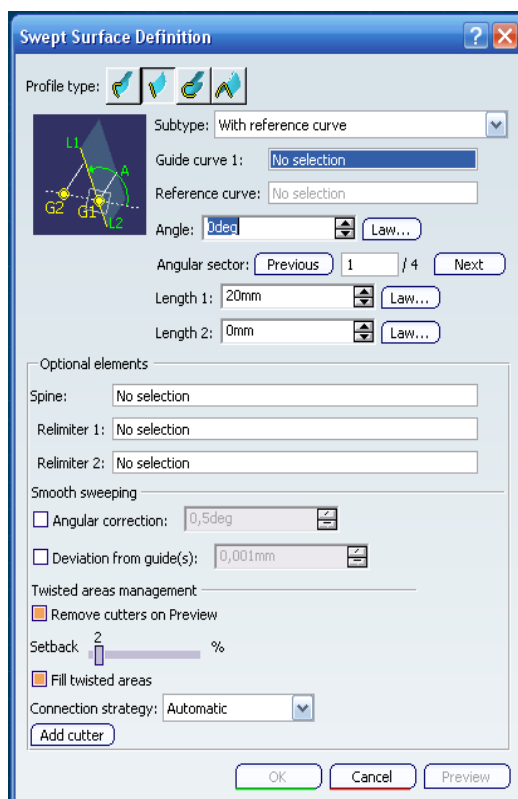 Swept Surface Definition
Profile type:
Subtype: With reference curve
L1
A
G2 G1
L2
Guide curve 1: No selection
Reference curve: No selection
Angle: 0deg Law...
Angular sector: Previous 1 / 4 Next
Length 1: 20mm Law...
Length 2: 0mm Law...
Optional elements
Spine: No selection
Relimiter 1: No selection
Relimiter 2: No selection
Smooth sweeping
Angular correction: 0,5deg
Deviation from guide(s): 0,001mm
Twisted areas management
Remove cutters on Preview
2
Setback %
Fill twisted areas
Connection strategy: Automatic
Add cutter
OK Cancel Preview